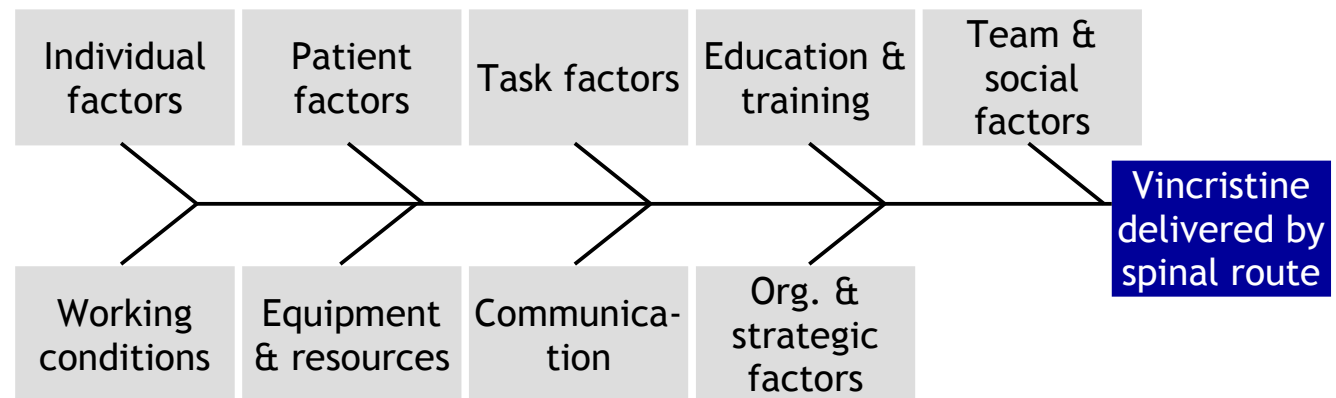 Individual
factors
Patient
factors
Task factors
Education &
training
Team &
social
factors
Vincristine
delivered by
spinal route
Working
conditions
Equipment
& resources
Communica-
tion
Org. &
strategic
factors